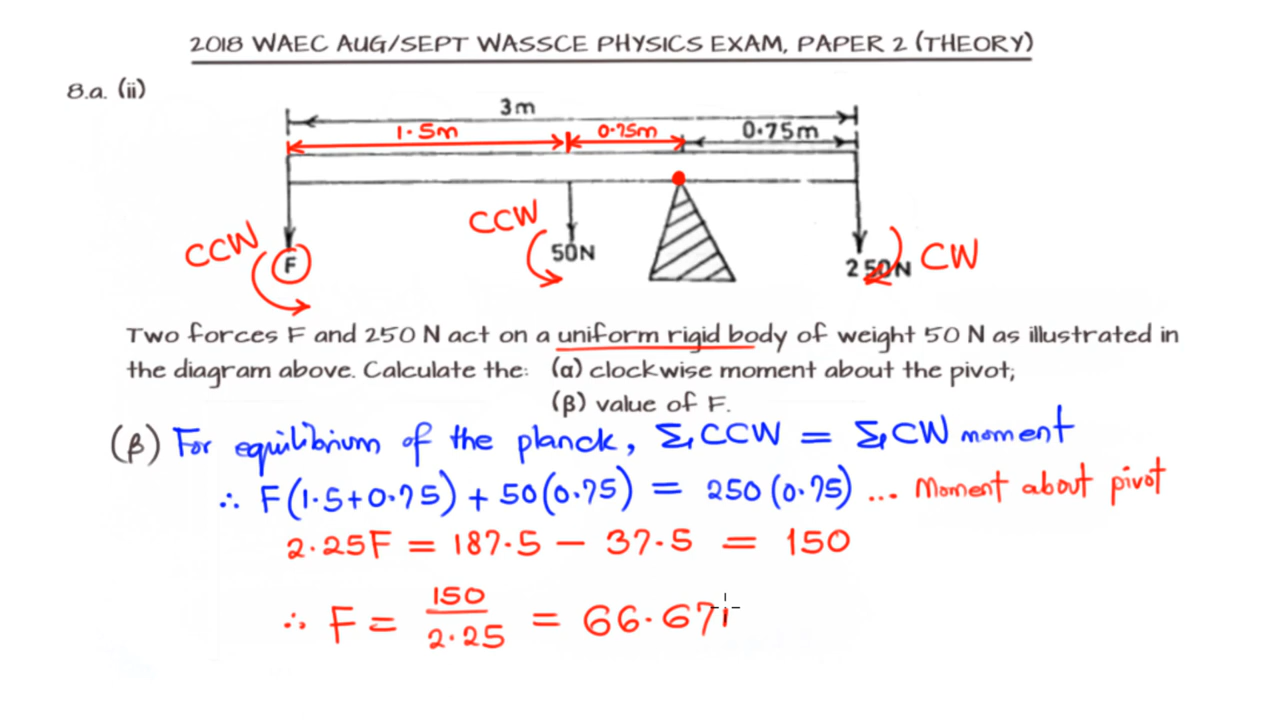 2018 WAEC AUG/SEPT WASSCE PHYSICS EXAM, PAPER 2 (THEORY)
8.a. (ii)
3m
1.5m 0.75m 0.75m
CCW CCW CW
F 50N 250N
Two forces F and 250 N act on a uniform rigid body of weight 50 N as illustrated in
the diagram above. Calculate the: (α) clockwise moment about the pivot;
(β) value of F.
(β) For equilibrium of the planck, Σ CCW = Σ CW moment
∴ F(1.5+0.75) + 50(0.75) = 250(0.75) ... Moment about pivot
2.25F = 187.5 − 37.5 = 150
∴ F = 150/2.25 = 66.67